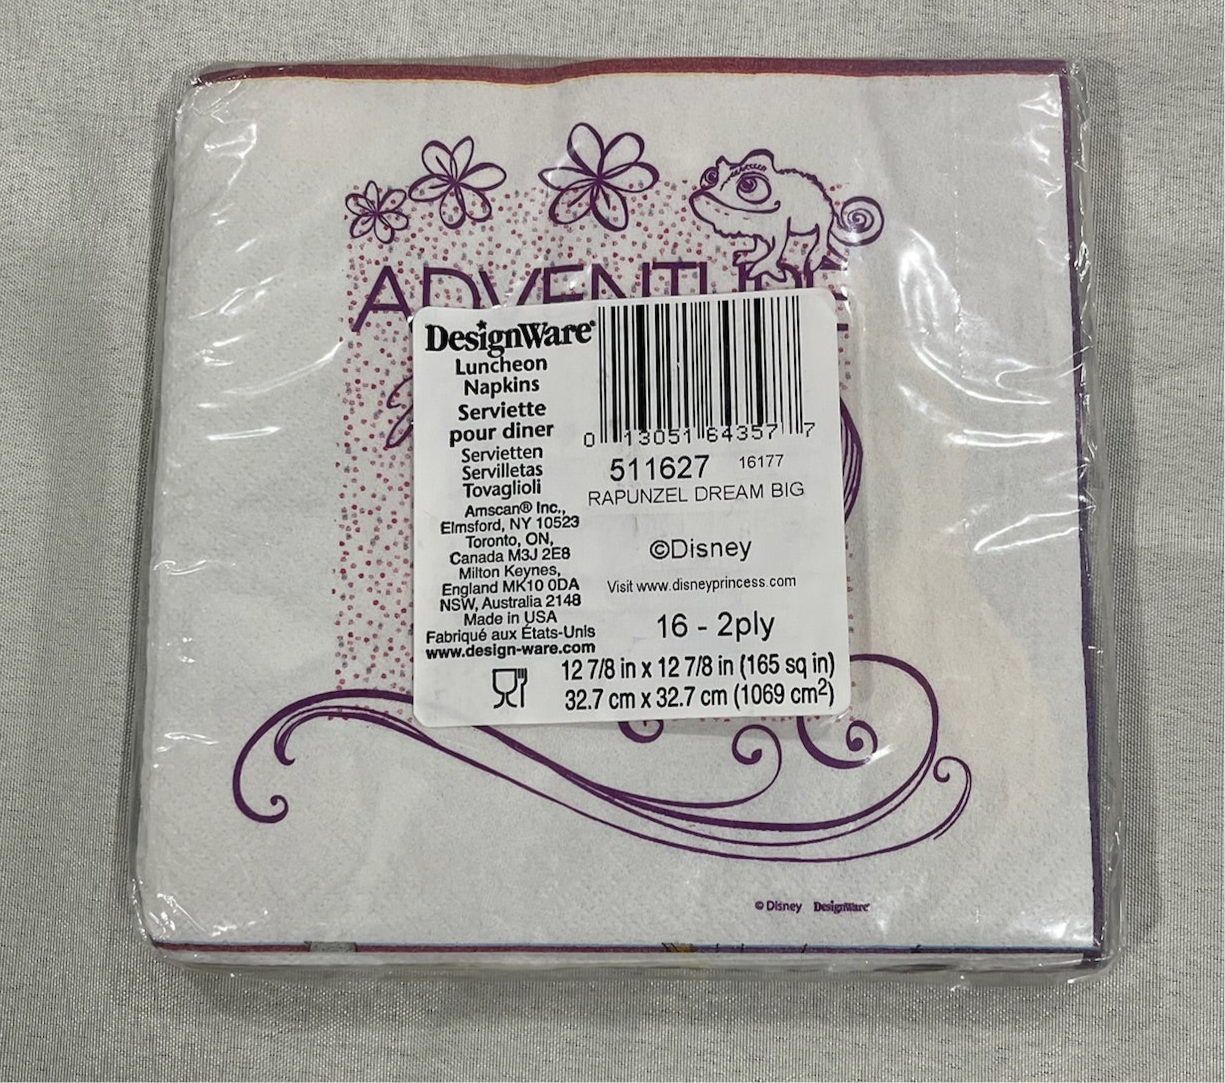 ADVENTURE
DesignWare®
Luncheon
Napkins
Serviette
pour diner
Servietten
Servilletas
Tovaglioli
Amscan® Inc.,
Elmsford, NY 10523
Toronto, ON,
Canada M3J 2E8
Milton Keynes,
England MK10 0DA
NSW, Australia 2148
Made in USA
Fabriqué aux États-Unis
www.design-ware.com
0 13051 64357 7
511627 16177
RAPUNZEL DREAM BIG
©Disney
Visit www.disneyprincess.com
16 - 2ply
12 7/8 in x 12 7/8 in (165 sq in)
32.7 cm x 32.7 cm (1069 cm²)
© Disney DesignWare